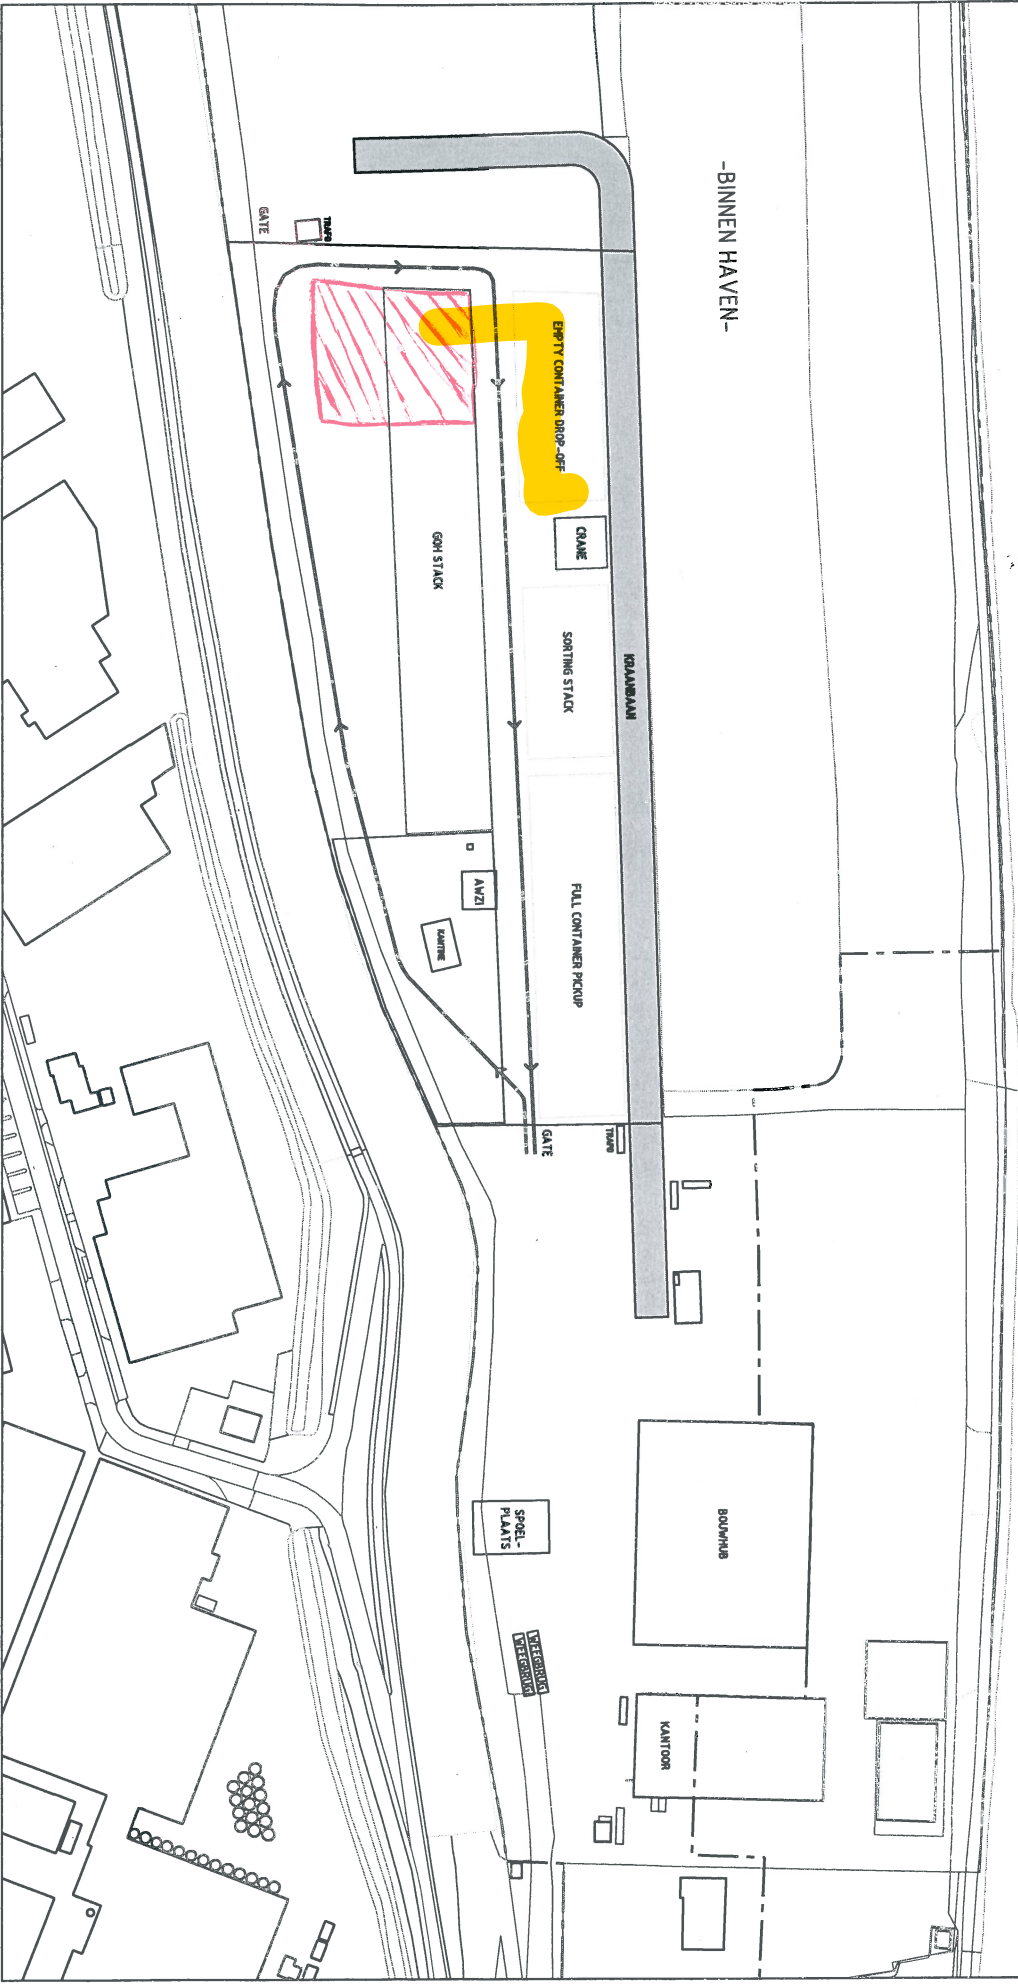 -BINNEN HAVEN-
GATE
TRAFO
EMPTY CONTAINER DROP-OFF
CRANE
GOH STACK
SORTING STACK
KRAANBAAN
FULL CONTAINER PICKUP
AWZI
KANTINE
GATE
TRAFO
BOUWHUB
SPOEL-
PLAATS
WEEGBRUG
WEEGBRUG
KANTOOR